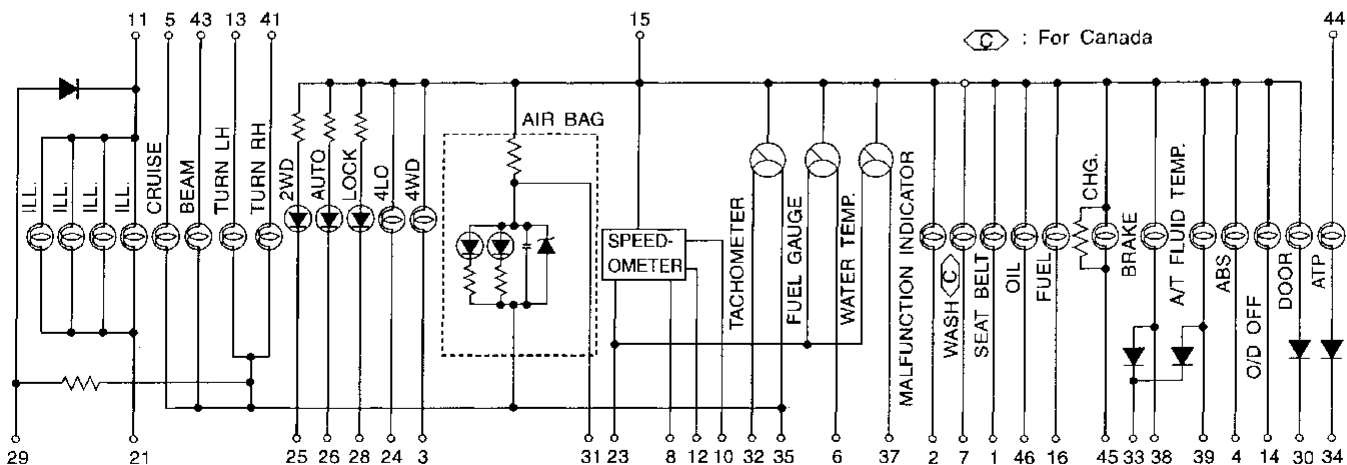 11 5 43 13 41 15 44
C : For Canada
AIR BAG
ILL.
ILL.
ILL.
ILL.
CRUISE
BEAM
TURN LH
TURN RH
2WD
AUTO
LOCK
4LO
4WD
SPEED-
OMETER
TACHOMETER
FUEL GAUGE
WATER TEMP.
MALFUNCTION INDICATOR
WASH C
SEAT BELT
OIL
FUEL
CHG.
BRAKE
A/T FLUID TEMP.
ABS
O/D OFF
DOOR
ATP
29 21 25 26 28 24 3 31 23 8 12 10 32 35 6 37 2 7 1 46 16 45 33 38 39 4 14 30 34